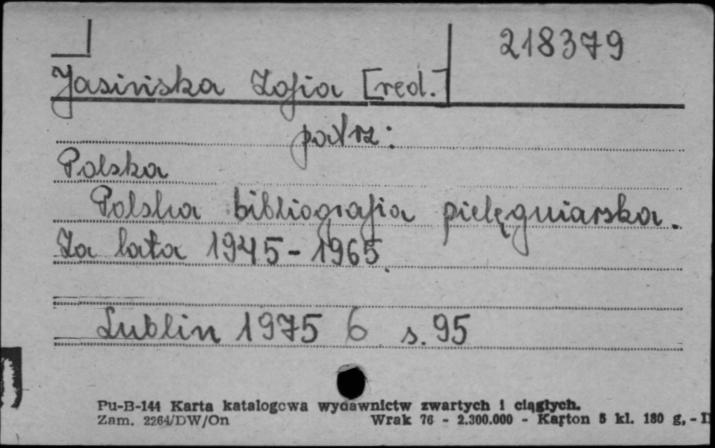 218379
Jasińska Zofia [red.]
patrz:
Polska
Polska bibliografia pielęgniarska.
Za lata 1945-1965.
Lublin 1975 6 s. 95
Pu-B-144 Karta katalogowa wydawnictw zwartych i ciągłych.
Zam. 2264/DW/On Wrak 76 - 2.300.000 - Karton 5 kl. 180 g, - D